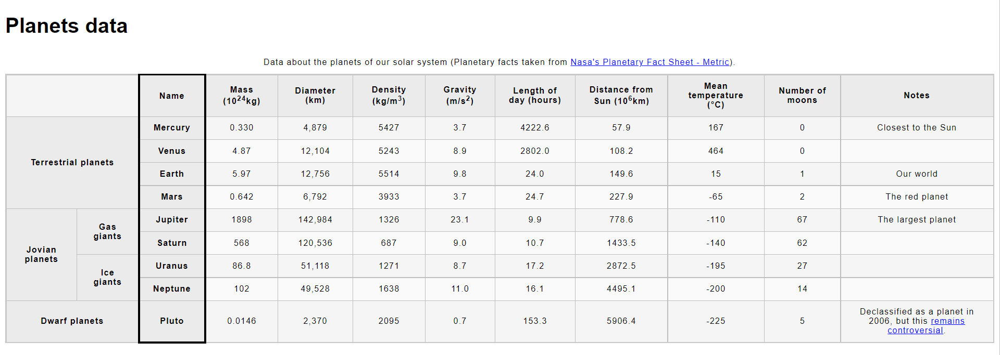 Planets data
Data about the planets of our solar system (Planetary facts taken from Nasa's Planetary Fact Sheet - Metric).
Name Mass (10²⁴kg) Diameter (km) Density (kg/m³) Gravity (m/s²) Length of day (hours) Distance from Sun (10⁶km) Mean temperature (°C) Number of moons Notes
Terrestrial planets
Mercury 0.330 4,879 5427 3.7 4222.6 57.9 167 0 Closest to the Sun
Venus 4.87 12,104 5243 8.9 2802.0 108.2 464 0
Earth 5.97 12,756 5514 9.8 24.0 149.6 15 1 Our world
Mars 0.642 6,792 3933 3.7 24.7 227.9 -65 2 The red planet
Jovian planets
Gas giants
Jupiter 1898 142,984 1326 23.1 9.9 778.6 -110 67 The largest planet
Saturn 568 120,536 687 9.0 10.7 1433.5 -140 62
Ice giants
Uranus 86.8 51,118 1271 8.7 17.2 2872.5 -195 27
Neptune 102 49,528 1638 11.0 16.1 4495.1 -200 14
Dwarf planets Pluto 0.0146 2,370 2095 0.7 153.3 5906.4 -225 5 Declassified as a planet in 2006, but this remains controversial.